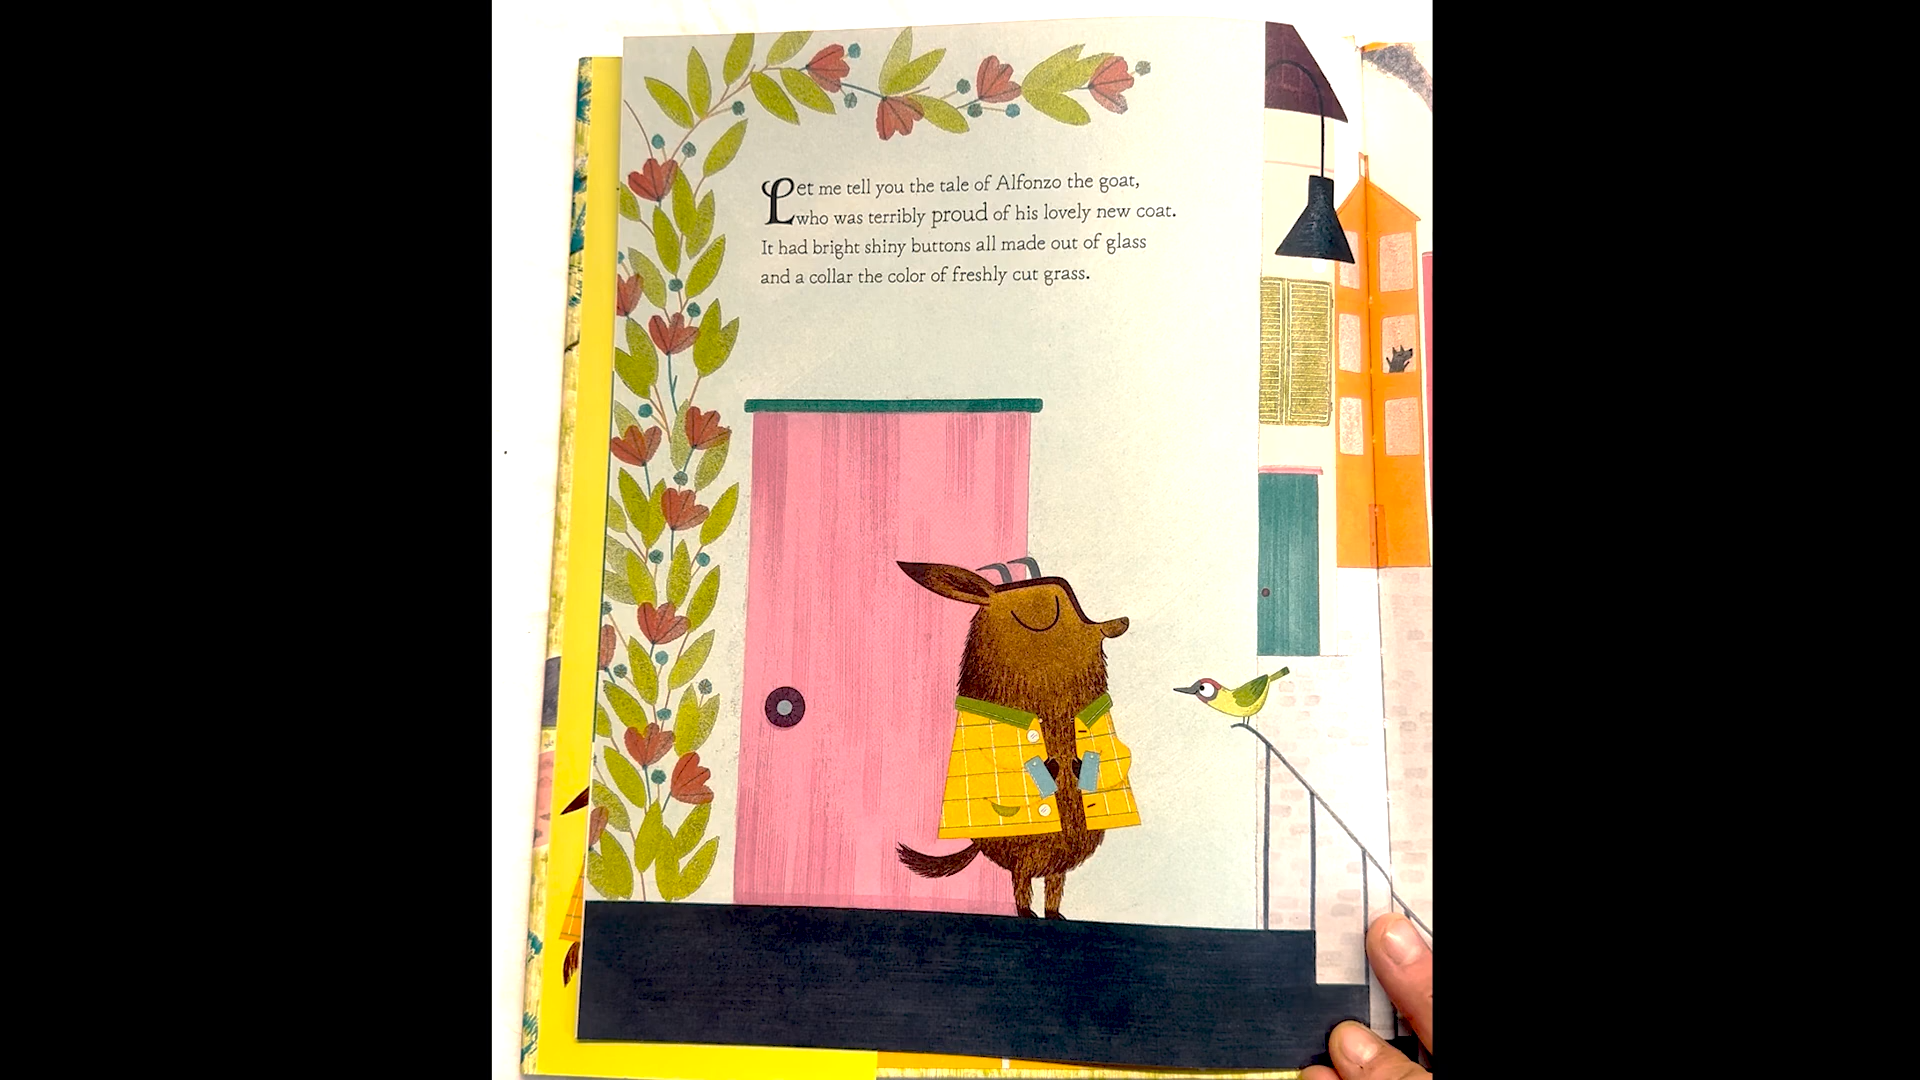 Let me tell you the tale of Alfonzo the goat,
who was terribly proud of his lovely new coat.
It had bright shiny buttons all made out of glass
and a collar the color of freshly cut grass.